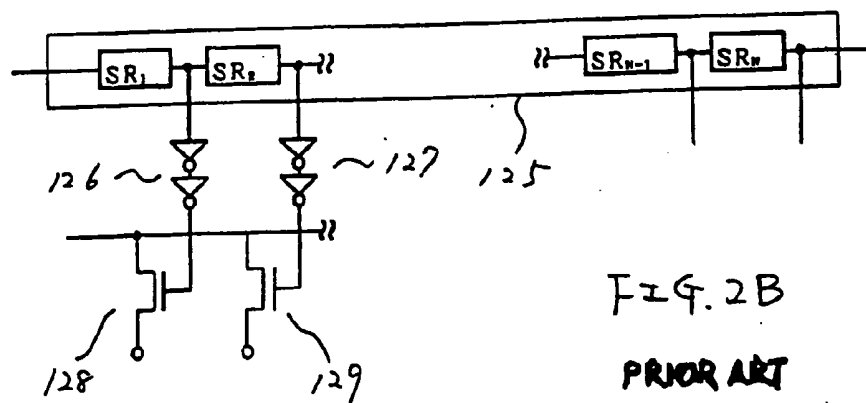 SR₁ SR₂ SRN-1 SRN
126 127 125
128 129
FIG. 2B
PRIOR ART